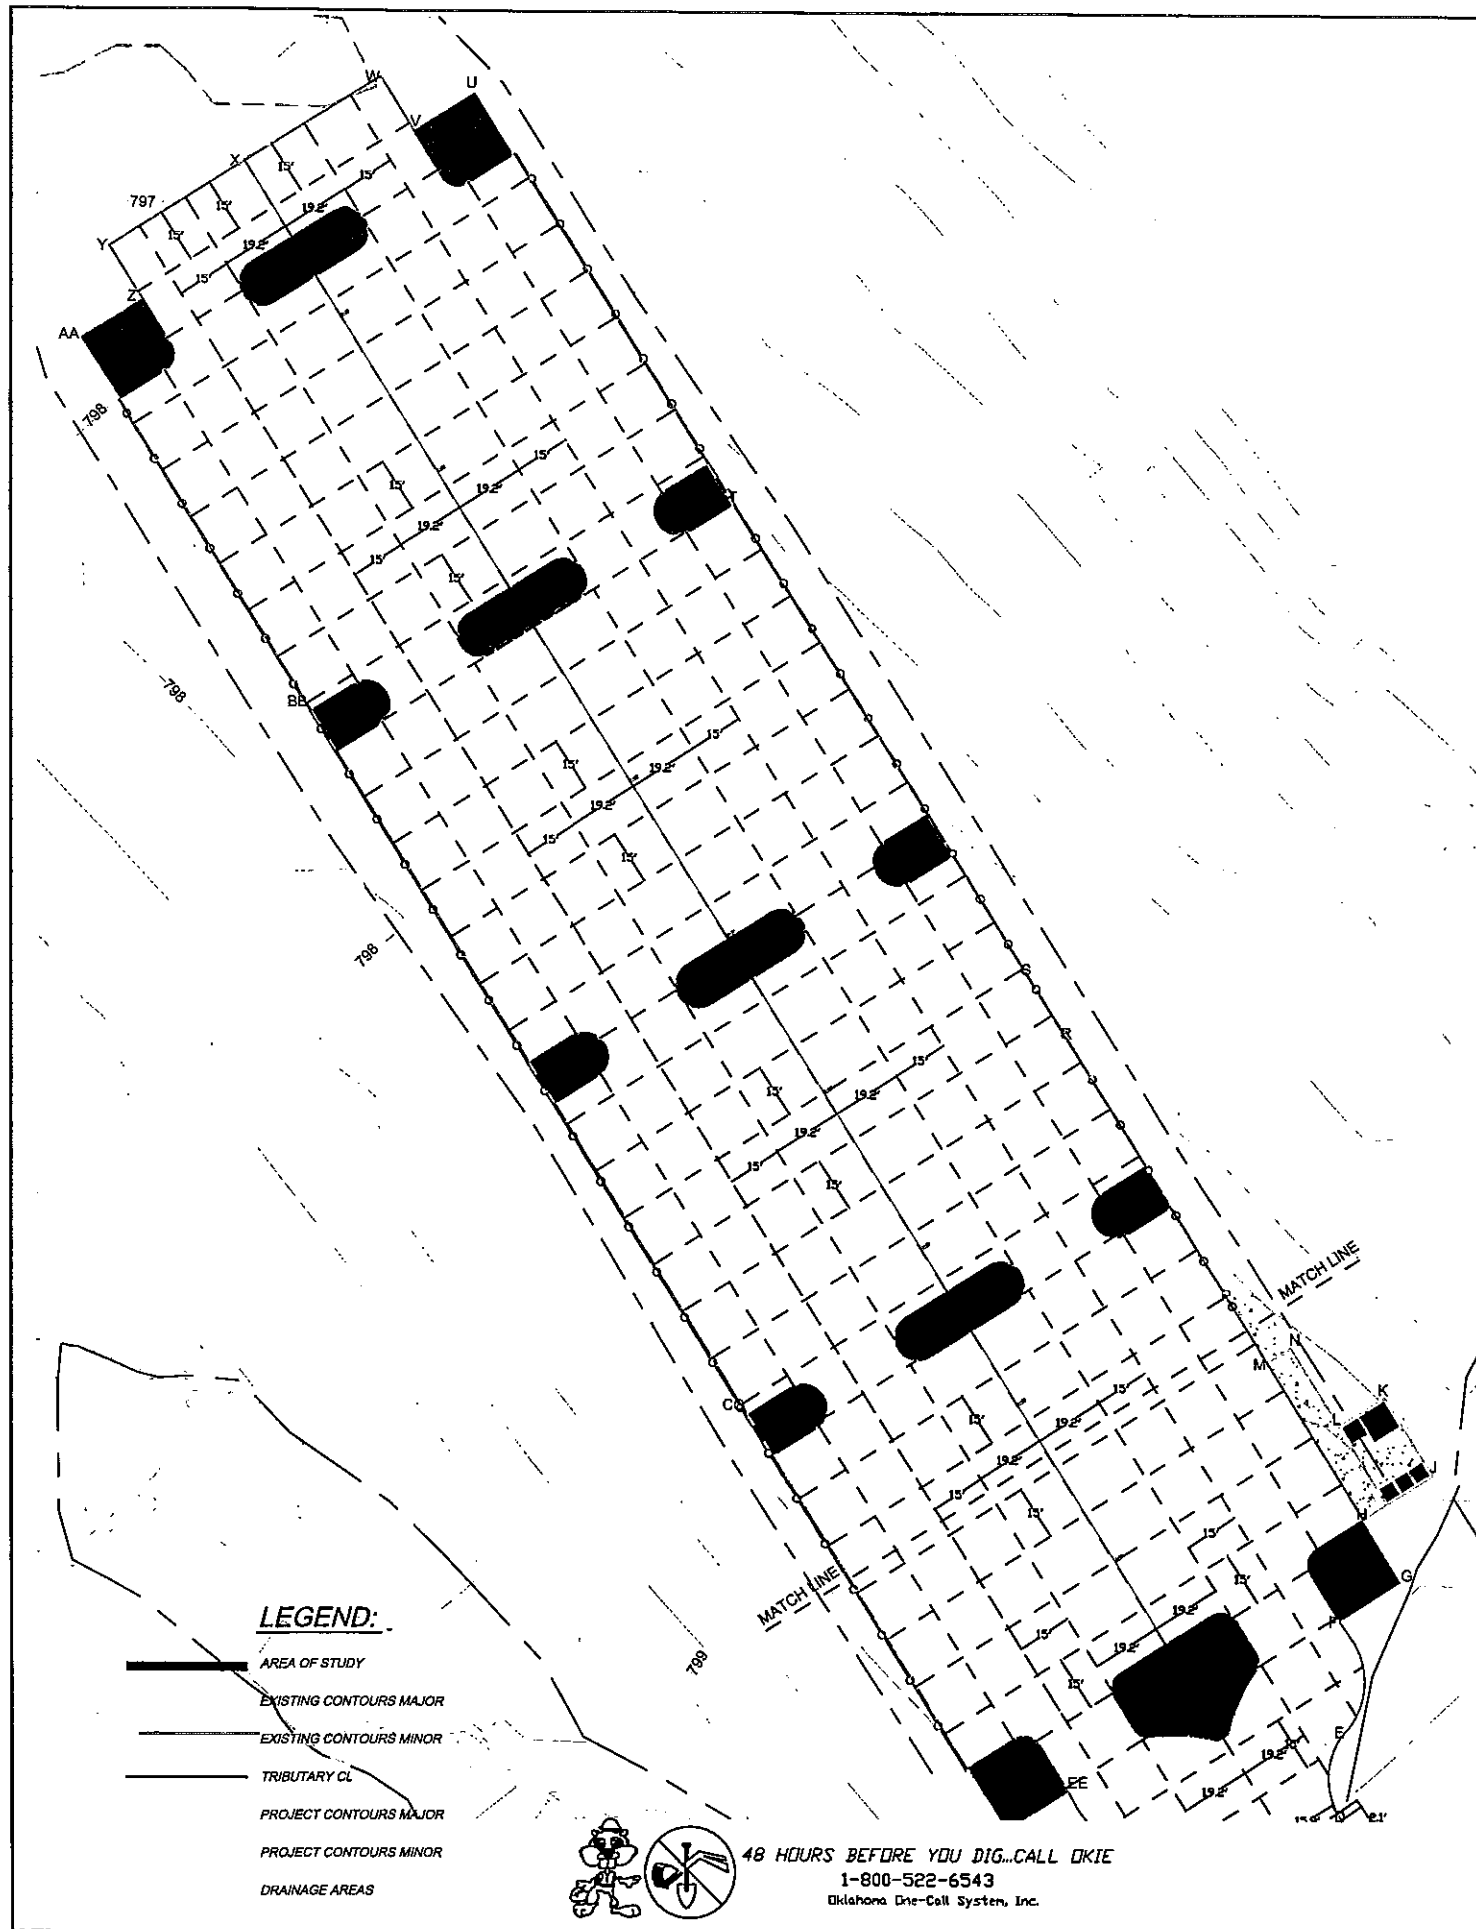 W
U
V
X
15'
15'
797
15'
19.2'
Y
15'
19.2'
15'
Z
AA
798
15'
15'
19.2'
T
19.2'
15'
15'
798
BB
15'
15'
19.2'
19.2'
15'
15'
798
S
R
15'
15'
19.2'
19.2'
15'
15'
MATCH LINE
P
N
M
15'
K
CC
15'
19.2'
L
19.2'
J
15'
15'
H
15'
G
15'
MATCH LINE
19.2'
F
15'
19.2'
799
15'
E
19.2'
EE
19.2'
15.9'
D
2.1'
LEGEND:
AREA OF STUDY
EXISTING CONTOURS MAJOR
EXISTING CONTOURS MINOR
TRIBUTARY CL
PROJECT CONTOURS MAJOR
PROJECT CONTOURS MINOR
DRAINAGE AREAS
48 HOURS BEFORE YOU DIG...CALL OKIE
1-800-522-6543
Oklahoma One-Call System, Inc.